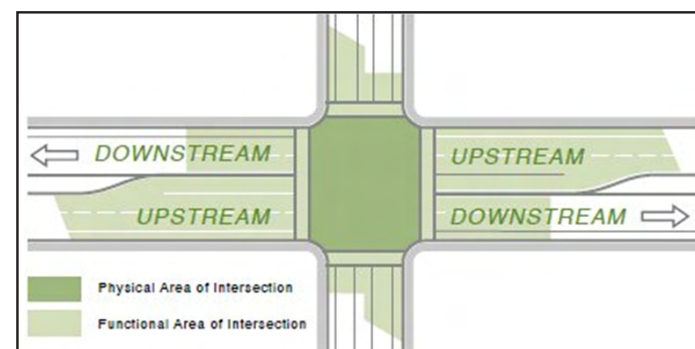 DOWNSTREAM
UPSTREAM
UPSTREAM
DOWNSTREAM
Physical Area of Intersection
Functional Area of Intersection